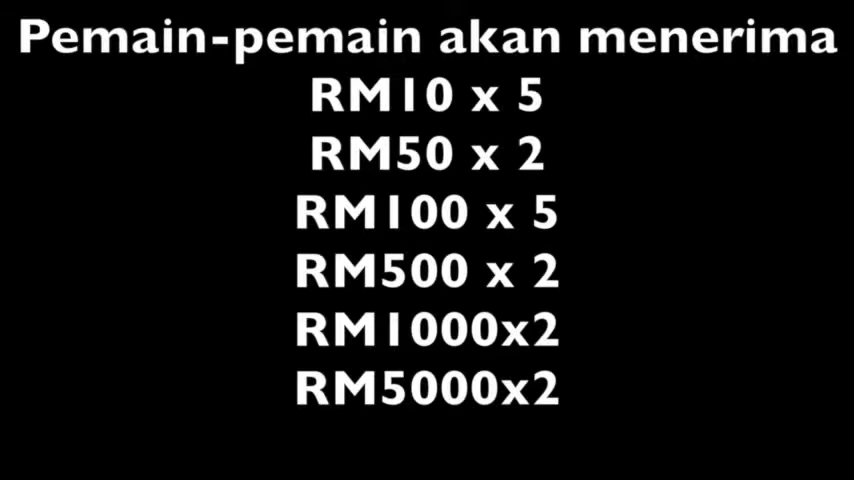 Pemain-pemain akan menerima
RM10 x 5
RM50 x 2
RM100 x 5
RM500 x 2
RM1000x2
RM5000x2